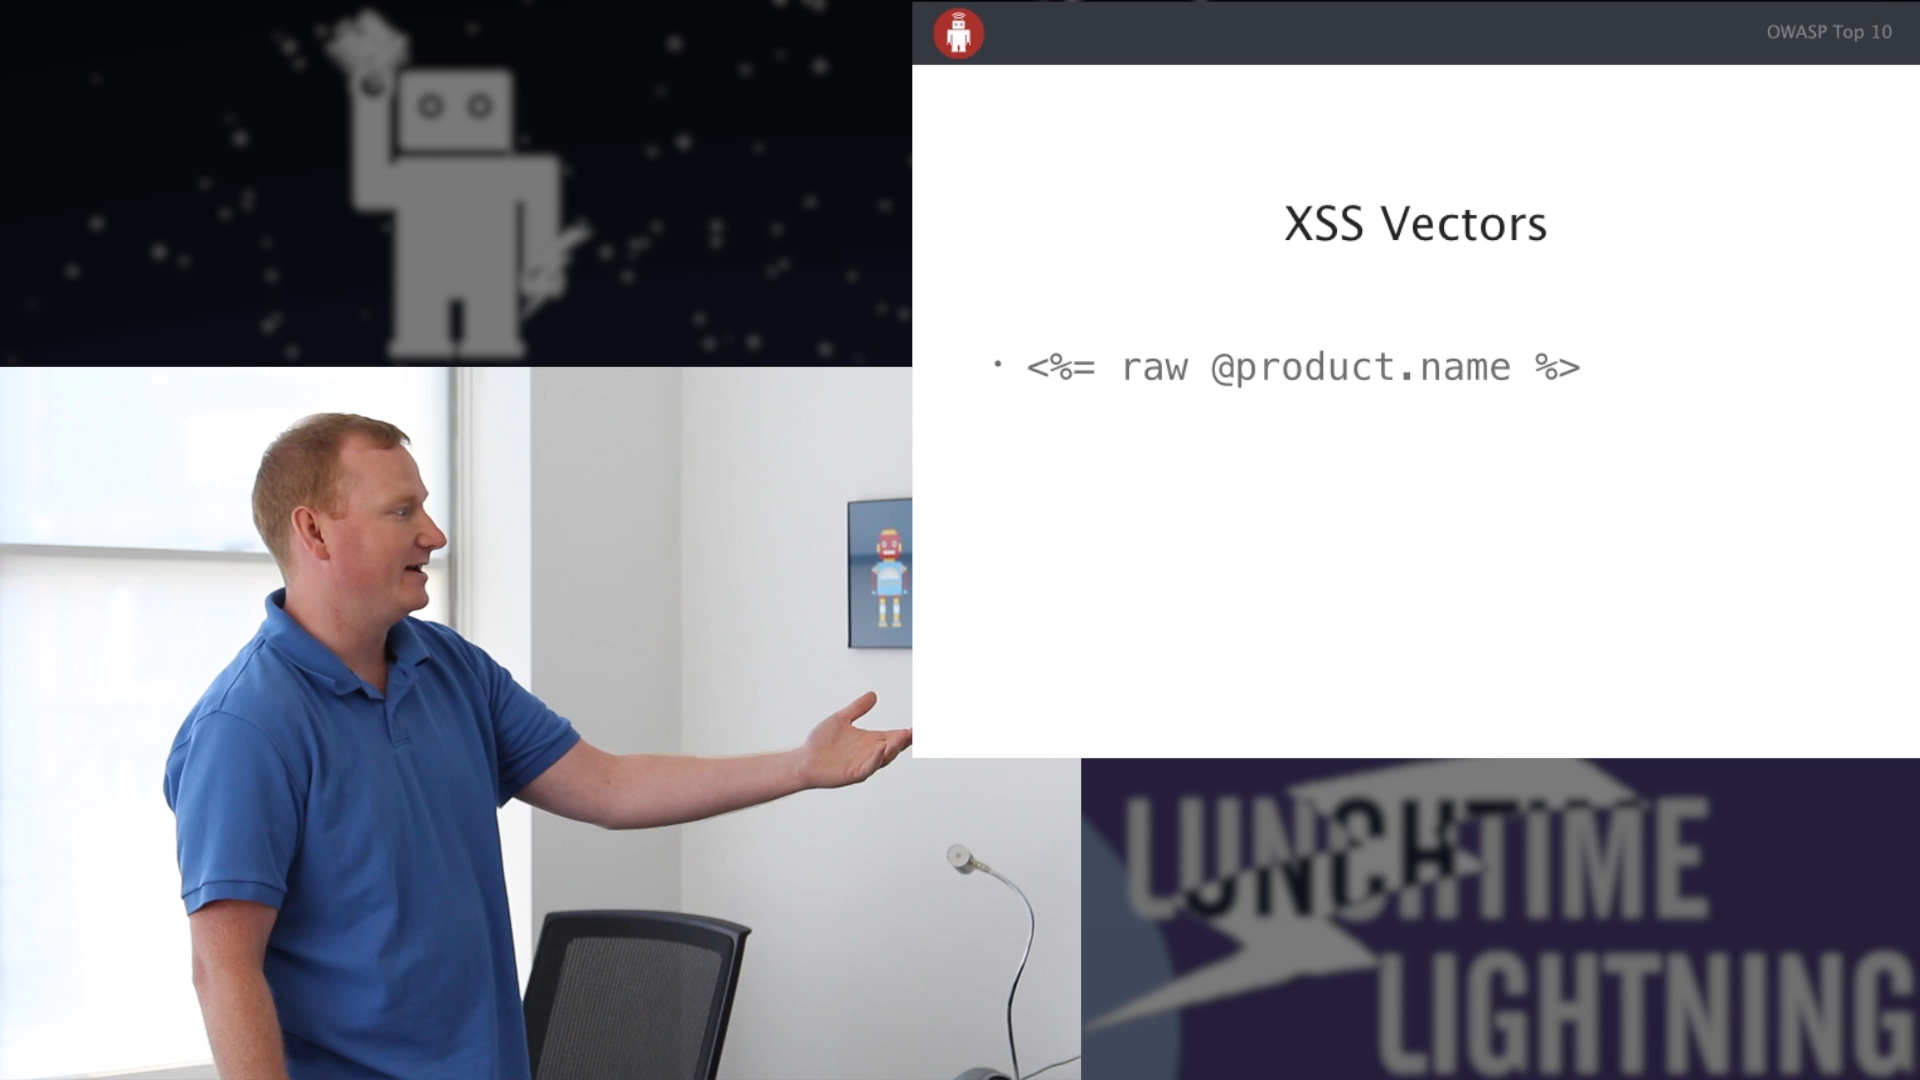 OWASP Top 10
XSS Vectors
· <%= raw @product.name %>
LUNCHTIME
LIGHTNING